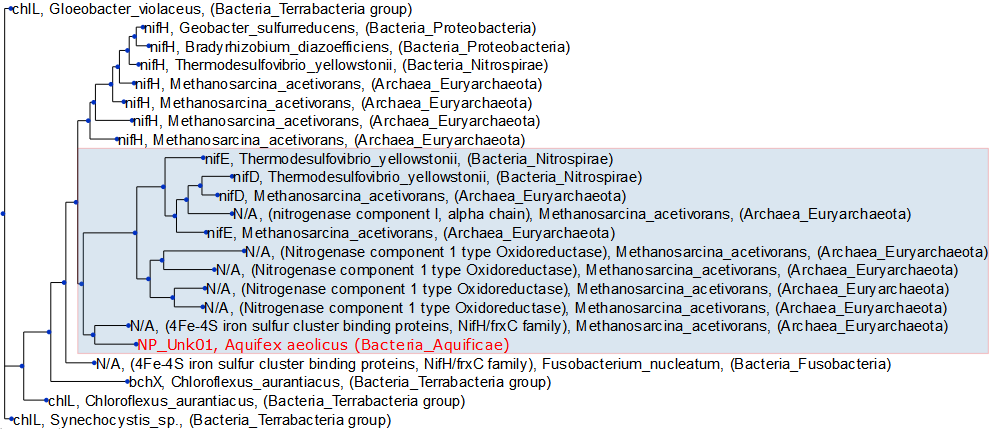 chlL, Gloeobacter_violaceus, (Bacteria_Terrabacteria group)
nifH, Geobacter_sulfurreducens, (Bacteria_Proteobacteria)
nifH, Bradyrhizobium_diazoefficiens, (Bacteria_Proteobacteria)
nifH, Thermodesulfovibrio_yellowstonii, (Bacteria_Nitrospirae)
nifH, Methanosarcina_acetivorans, (Archaea_Euryarchaeota)
nifH, Methanosarcina_acetivorans, (Archaea_Euryarchaeota)
nifH, Methanosarcina_acetivorans, (Archaea_Euryarchaeota)
nifH, Methanosarcina_acetivorans, (Archaea_Euryarchaeota)
nifE, Thermodesulfovibrio_yellowstonii, (Bacteria_Nitrospirae)
nifD, Thermodesulfovibrio_yellowstonii, (Bacteria_Nitrospirae)
nifD, Methanosarcina_acetivorans, (Archaea_Euryarchaeota)
N/A, (nitrogenase component I, alpha chain), Methanosarcina_acetivorans, (Archaea_Euryarchaeota)
nifE, Methanosarcina_acetivorans, (Archaea_Euryarchaeota)
N/A, (Nitrogenase component 1 type Oxidoreductase), Methanosarcina_acetivorans, (Archaea_Euryarchaeota)
N/A, (Nitrogenase component 1 type Oxidoreductase), Methanosarcina_acetivorans, (Archaea_Euryarchaeota)
N/A, (Nitrogenase component 1 type Oxidoreductase), Methanosarcina_acetivorans, (Archaea_Euryarchaeota)
N/A, (Nitrogenase component 1 type Oxidoreductase), Methanosarcina_acetivorans, (Archaea_Euryarchaeota)
N/A, (4Fe-4S iron sulfur cluster binding proteins, NifH/frxC family), Methanosarcina_acetivorans, (Archaea_Euryarchaeota)
NP_Unk01, Aquifex aeolicus (Bacteria_Aquificae)
N/A, (4Fe-4S iron sulfur cluster binding proteins, NifH/frxC family), Fusobacterium_nucleatum, (Bacteria_Fusobacteria)
bchX, Chloroflexus_aurantiacus, (Bacteria_Terrabacteria group)
chlL, Chloroflexus_aurantiacus, (Bacteria_Terrabacteria group)
chlL, Synechocystis_sp., (Bacteria_Terrabacteria group)